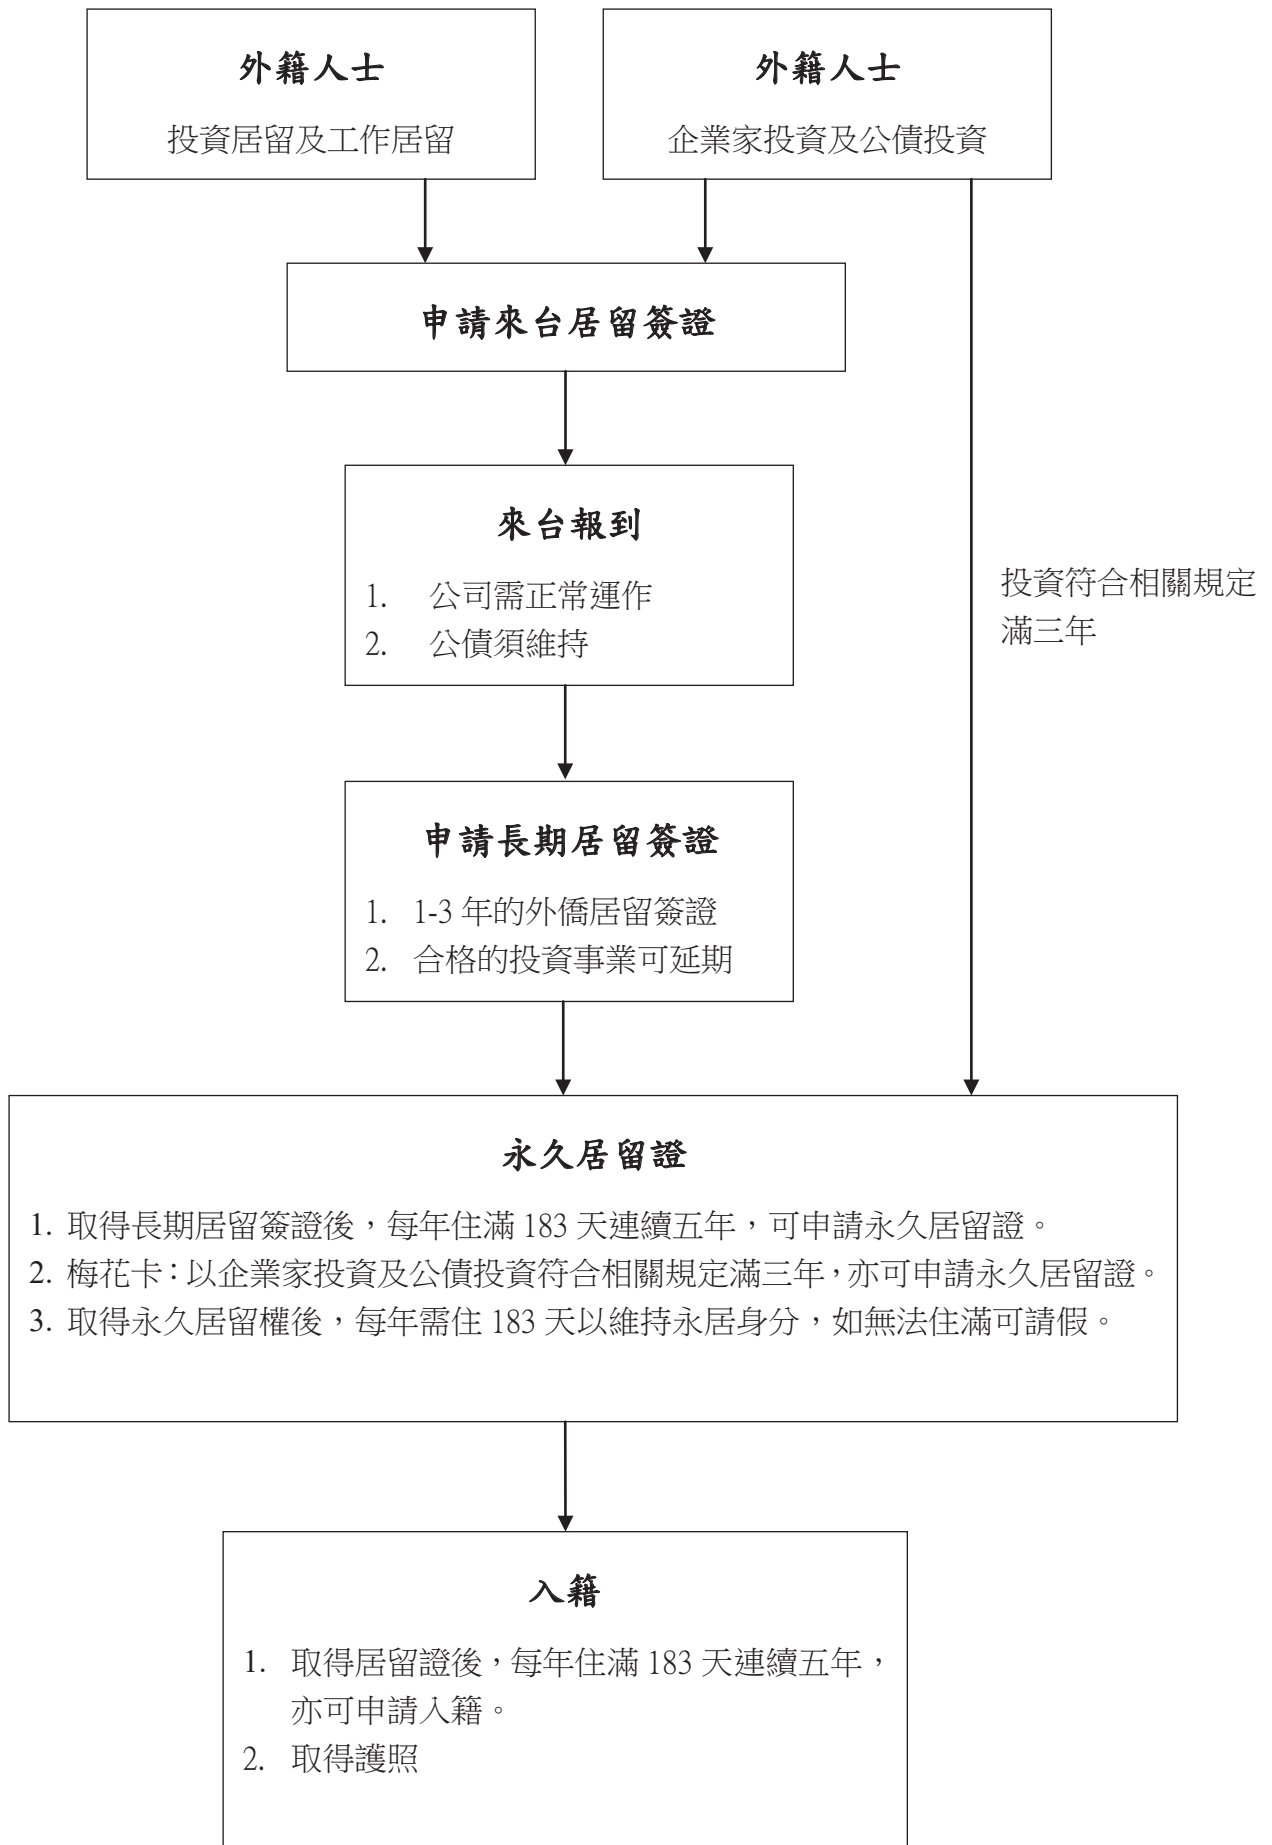 外籍人士
投資居留及工作居留
外籍人士
企業家投資及公債投資
申請來台居留簽證
來台報到
1. 公司需正常運作
2. 公債須維持
投資符合相關規定
滿三年
申請長期居留簽證
1. 1-3 年的外僑居留簽證
2. 合格的投資事業可延期
永久居留證
1. 取得長期居留簽證後，每年住滿 183 天連續五年，可申請永久居留證。
2. 梅花卡：以企業家投資及公債投資符合相關規定滿三年，亦可申請永久居留證。
3. 取得永久居留權後，每年需住 183 天以維持永居身分，如無法住滿可請假。
入籍
1. 取得居留證後，每年住滿 183 天連續五年，
亦可申請入籍。
2. 取得護照